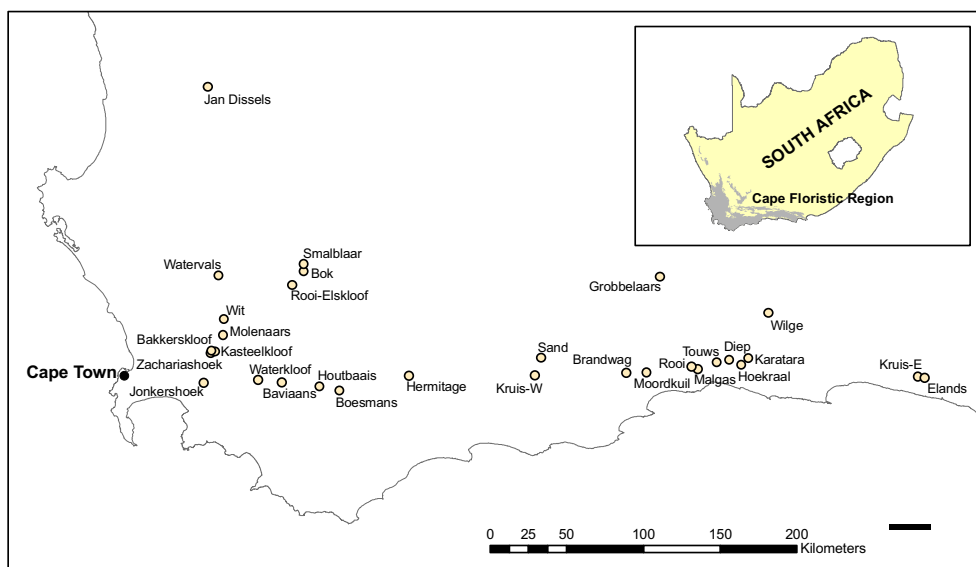 Jan Dissels
SOUTH AFRICA
Cape Floristic Region
Smalblaar
Watervals
Bok
Rooi-Elskloof
Grobbelaars
Wit
Wilge
Molenaars
Bakkerskloof
Kasteelkloof
Zachariashoek
Cape Town
Jonkershoek
Waterkloof
Baviaans
Houtbaais
Boesmans
Hermitage
Sand
Kruis-W
Brandwag
Moordkuil
Rooi
Malgas
Touws
Diep
Hoekraal
Karatara
Kruis-E
Elands
0 25 50 100 150 200
Kilometers